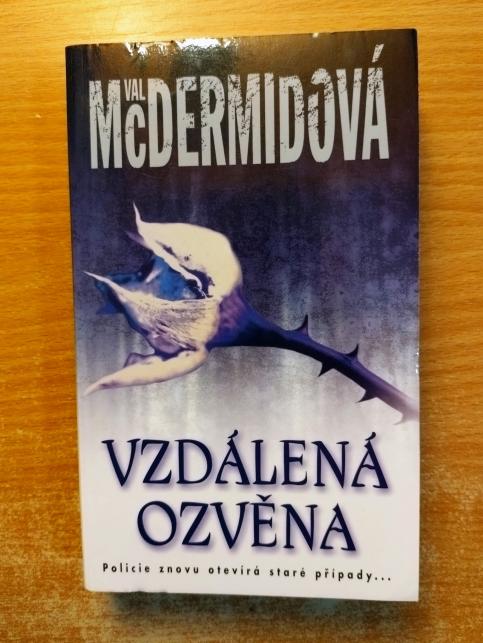 VAL
McDERMIDOVÁ
VZDÁLENÁ
OZVĚNA
Policie znovu otevírá staré případy...